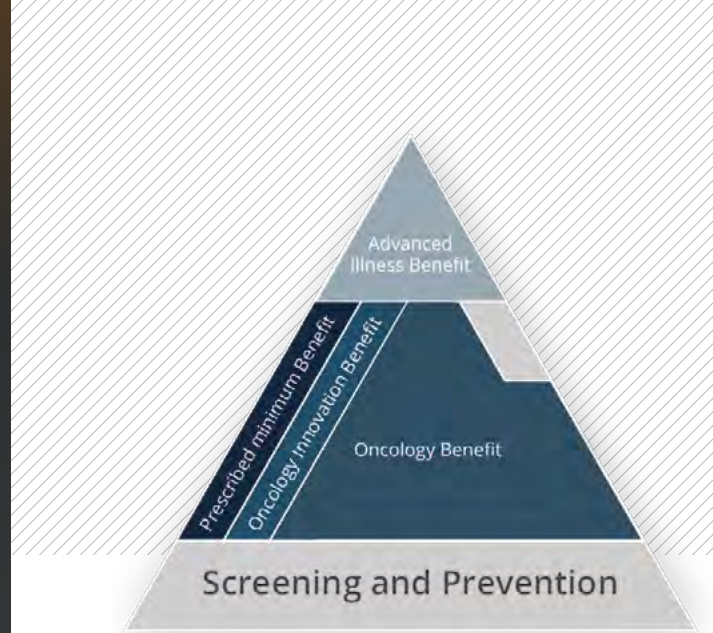 Advanced
Illness Benefit
Prescribed minimum Benefit
Oncology Innovation Benefit
Oncology Benefit
Screening and Prevention